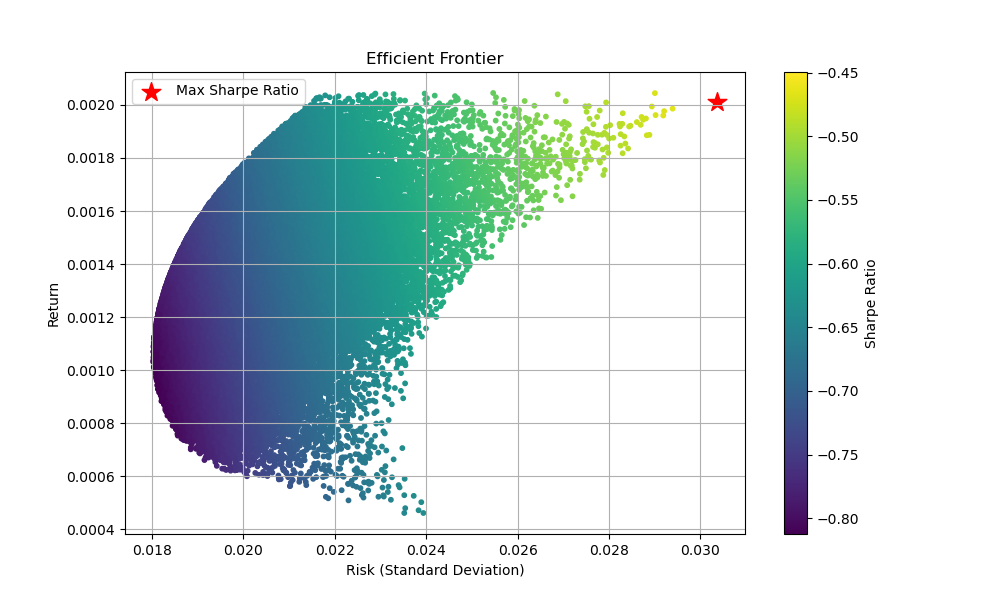 Efficient Frontier
Max Sharpe Ratio
Return
0.0020
0.0018
0.0016
0.0014
0.0012
0.0010
0.0008
0.0006
0.0004
0.018 0.020 0.022 0.024 0.026 0.028 0.030
Risk (Standard Deviation)
−0.45
−0.50
−0.55
−0.60
−0.65
−0.70
−0.75
−0.80
Sharpe Ratio